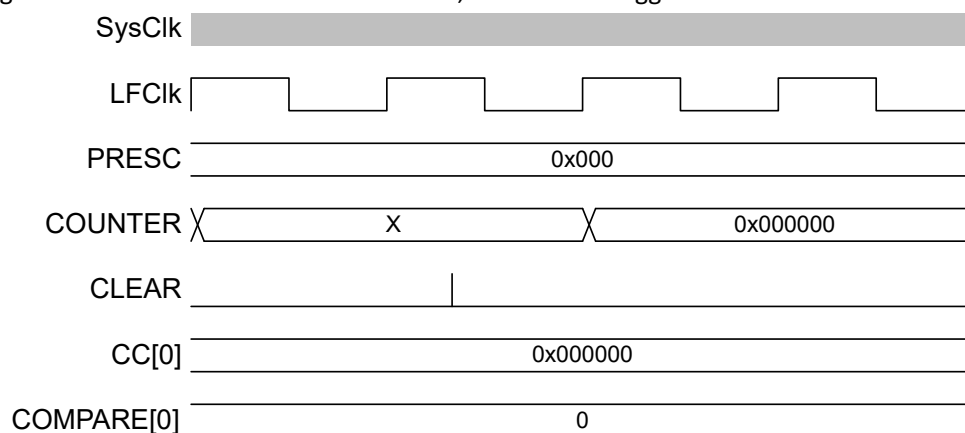 SysClk
LFClk
PRESC 0x000
COUNTER X 0x000000
CLEAR
CC[0] 0x000000
COMPARE[0] 0